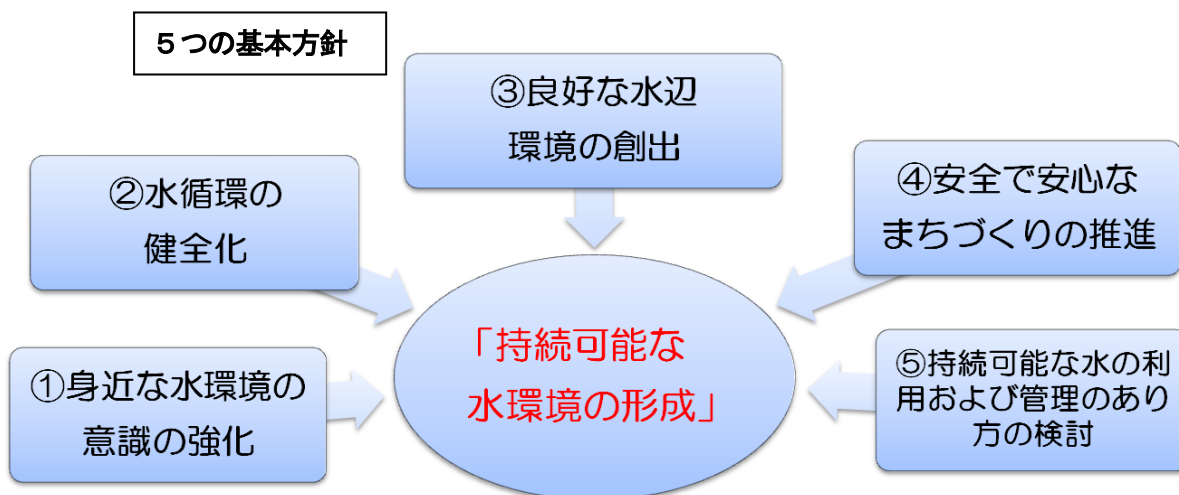 ５つの基本方針
③良好な水辺
環境の創出
②水循環の
健全化
④安全で安心な
まちづくりの推進
①身近な水環境の
意識の強化
「持続可能な
水環境の形成」
⑤持続可能な水の利
用および管理のあり
方の検討